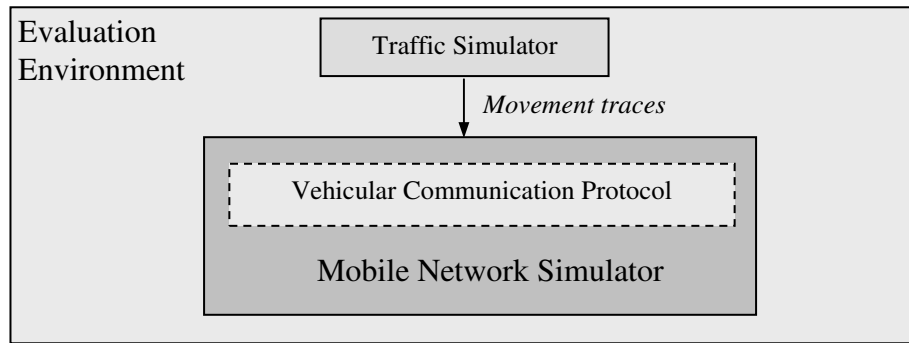 Evaluation
Environment
Traffic Simulator
Movement traces
Vehicular Communication Protocol
Mobile Network Simulator